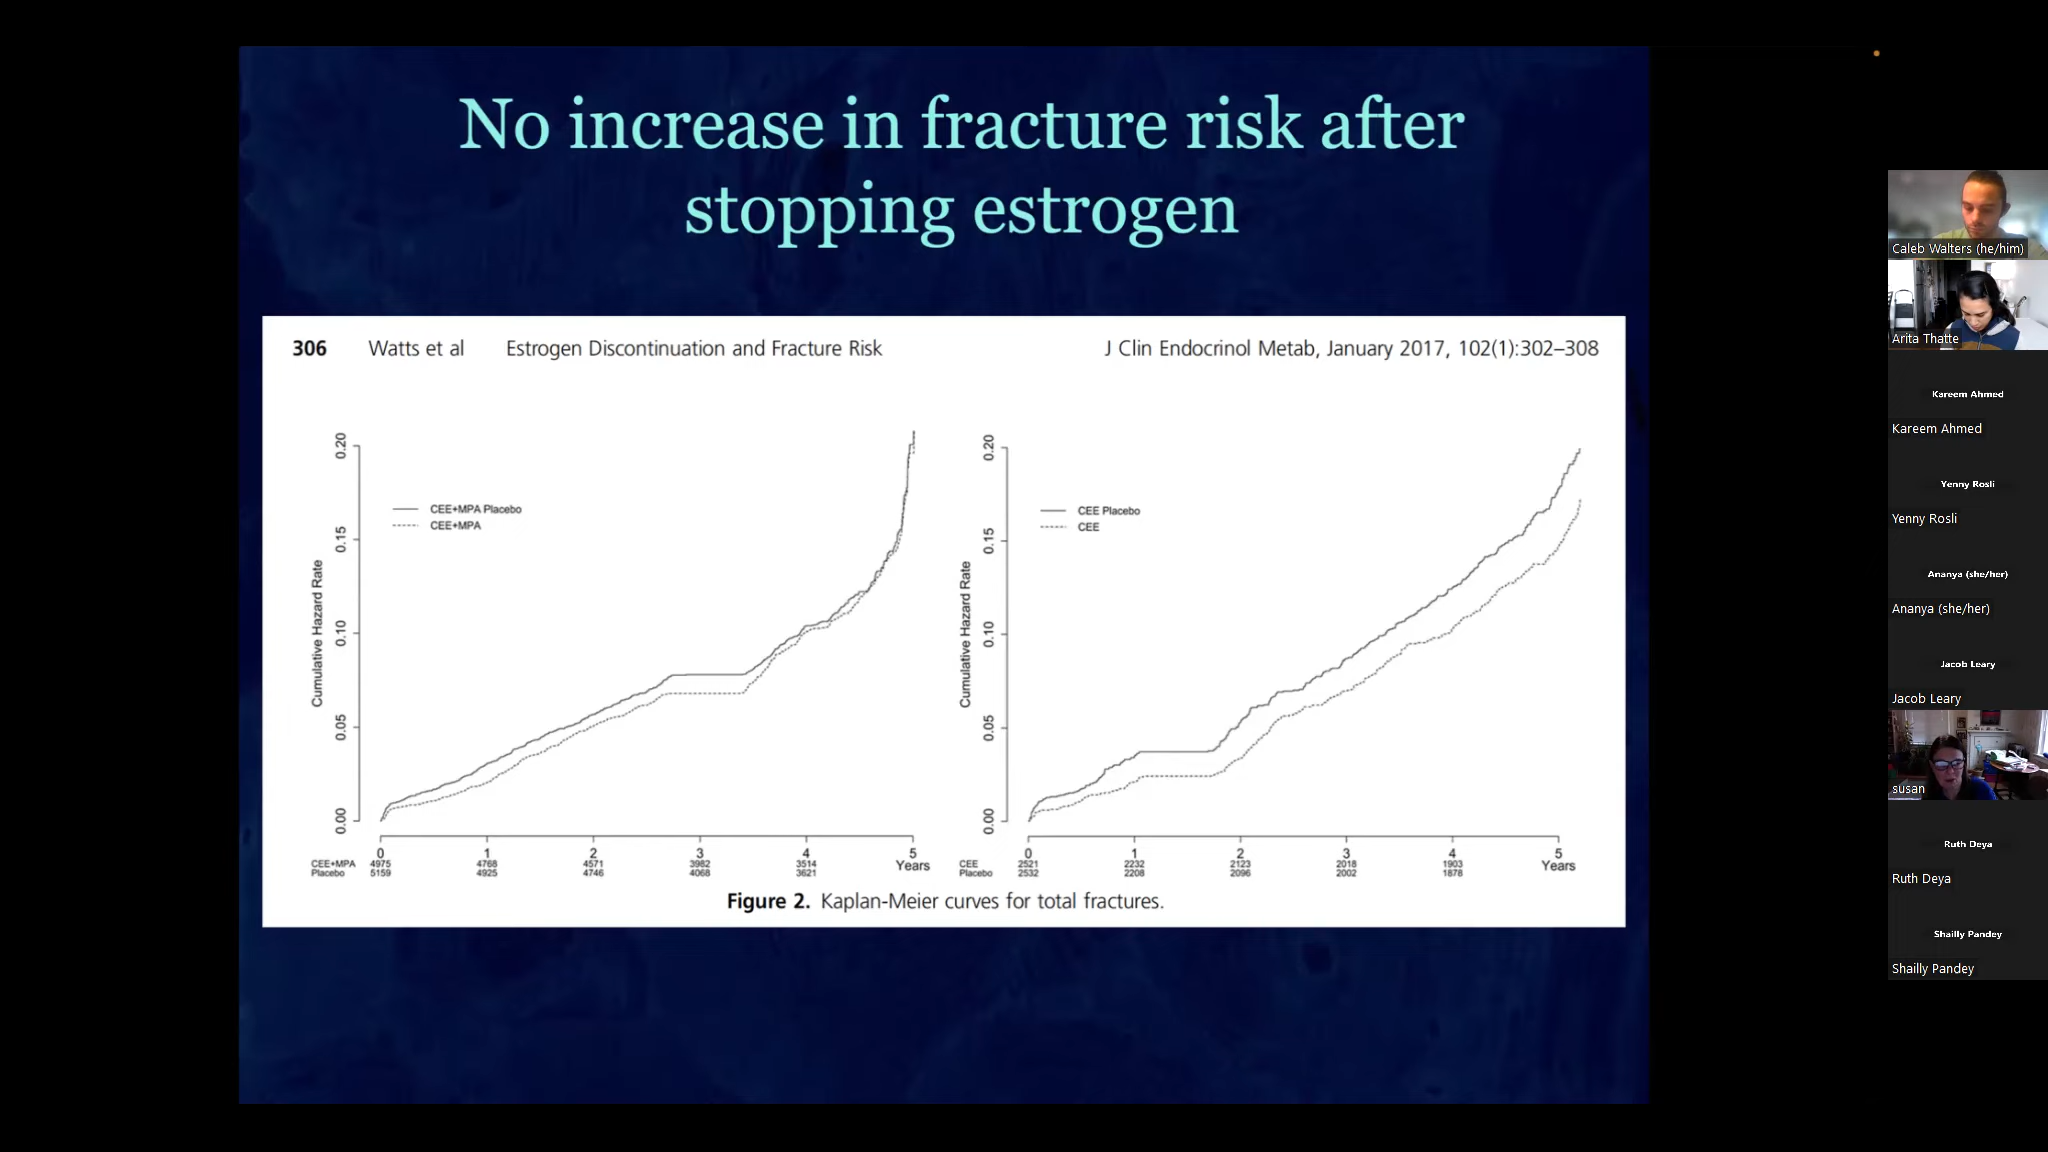 No increase in fracture risk after
stopping estrogen
306 Watts et al Estrogen Discontinuation and Fracture Risk J Clin Endocrinol Metab, January 2017, 102(1):302–308
Cumulative Hazard Rate
0.20
0.15
0.10
0.05
0.00
CEE+MPA Placebo
CEE+MPA
0 1 2 3 4 5
Years
CEE+MPA 4975 4768 4571 3982 3514
Placebo 5159 4925 4746 4068 3621
Cumulative Hazard Rate
0.20
0.15
0.10
0.05
0.00
CEE Placebo
CEE
0 1 2 3 4 5
Years
CEE 2521 2232 2123 2018 1903
Placebo 2532 2208 2096 2002 1878
Figure 2. Kaplan-Meier curves for total fractures.
Caleb Walters (he/him)
Arita Thatte
Kareem Ahmed
Kareem Ahmed
Yenny Rosli
Yenny Rosli
Ananya (she/her)
Ananya (she/her)
Jacob Leary
Jacob Leary
susan
Ruth Deya
Ruth Deya
Shailly Pandey
Shailly Pandey